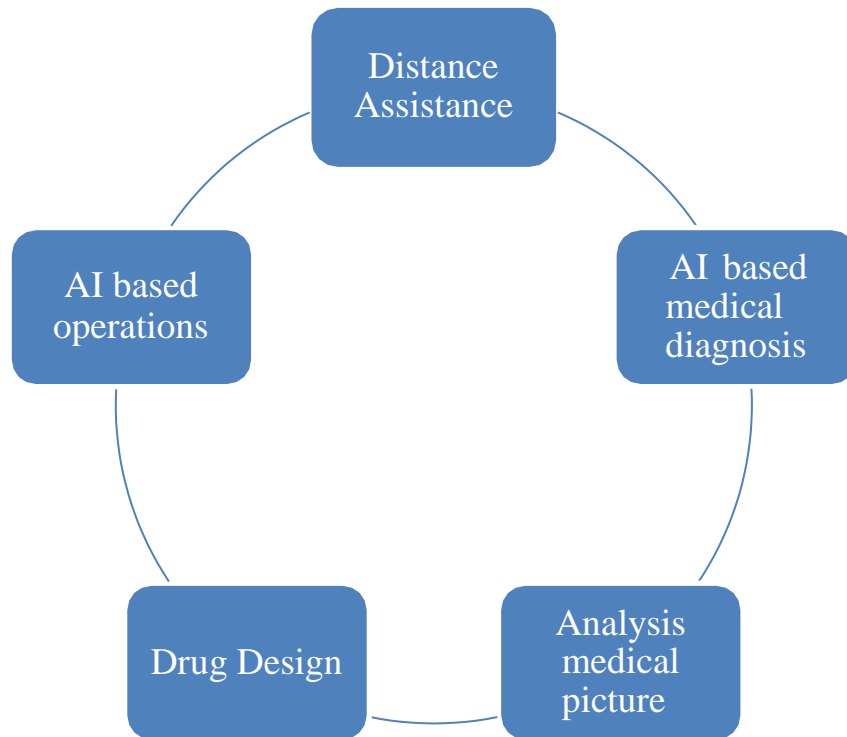 Distance
Assistance
AI based
medical
diagnosis
Analysis
medical
picture
Drug Design
AI based
operations